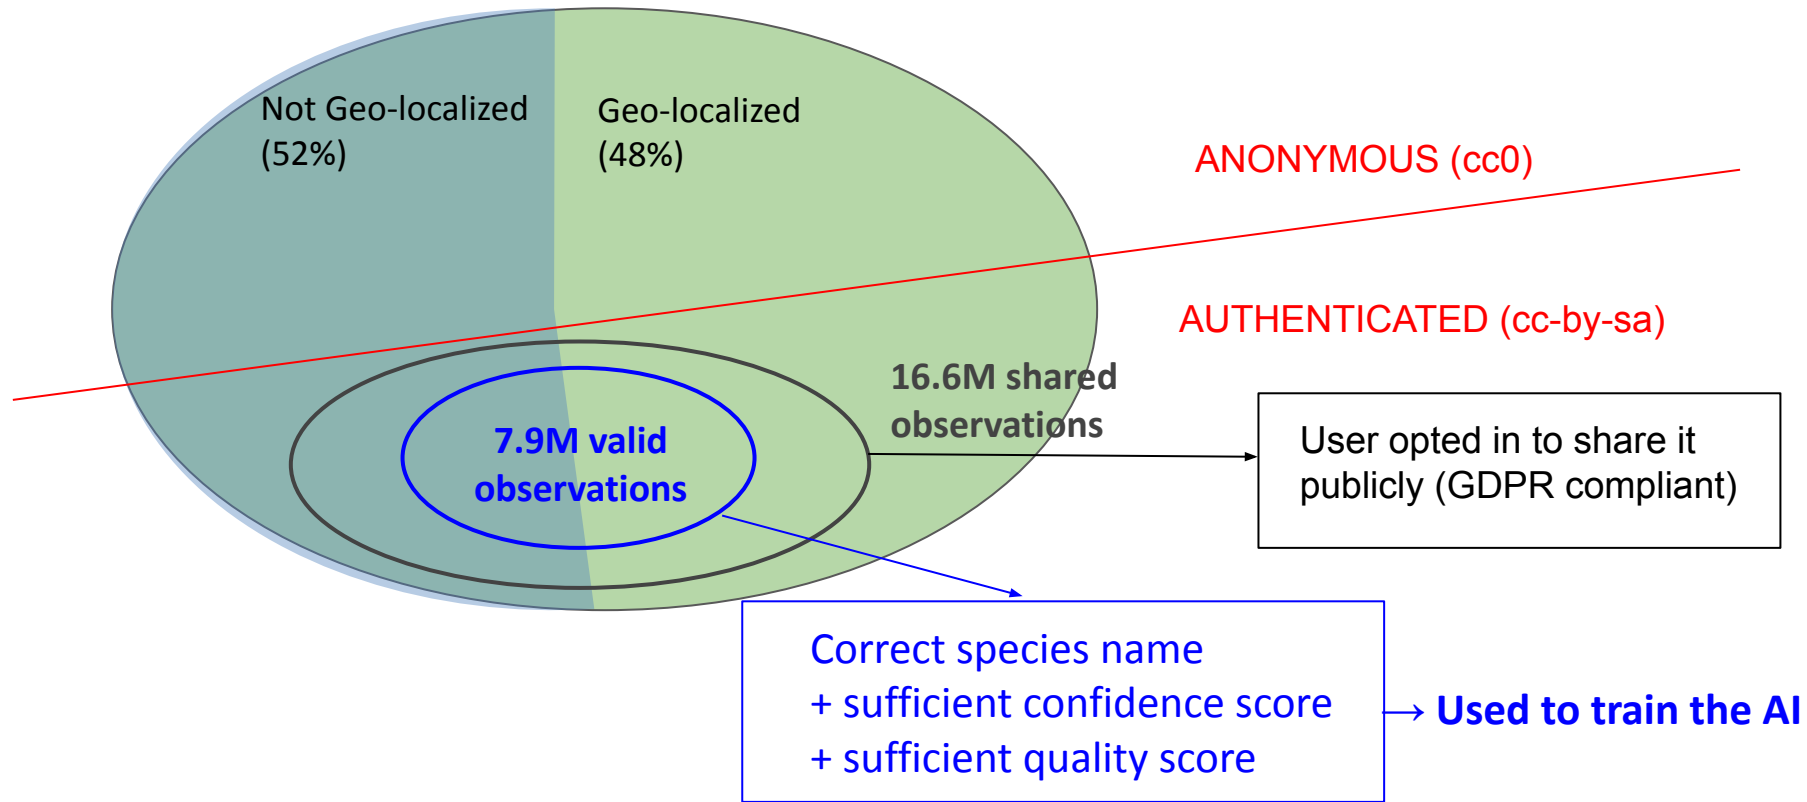 Not Geo-localized
(52%)
Geo-localized
(48%)
ANONYMOUS (cc0)
AUTHENTICATED (cc-by-sa)
16.6M shared
observations
7.9M valid
observations
User opted in to share it
publicly (GDPR compliant)
Correct species name
+ sufficient confidence score
+ sufficient quality score
→ Used to train the AI